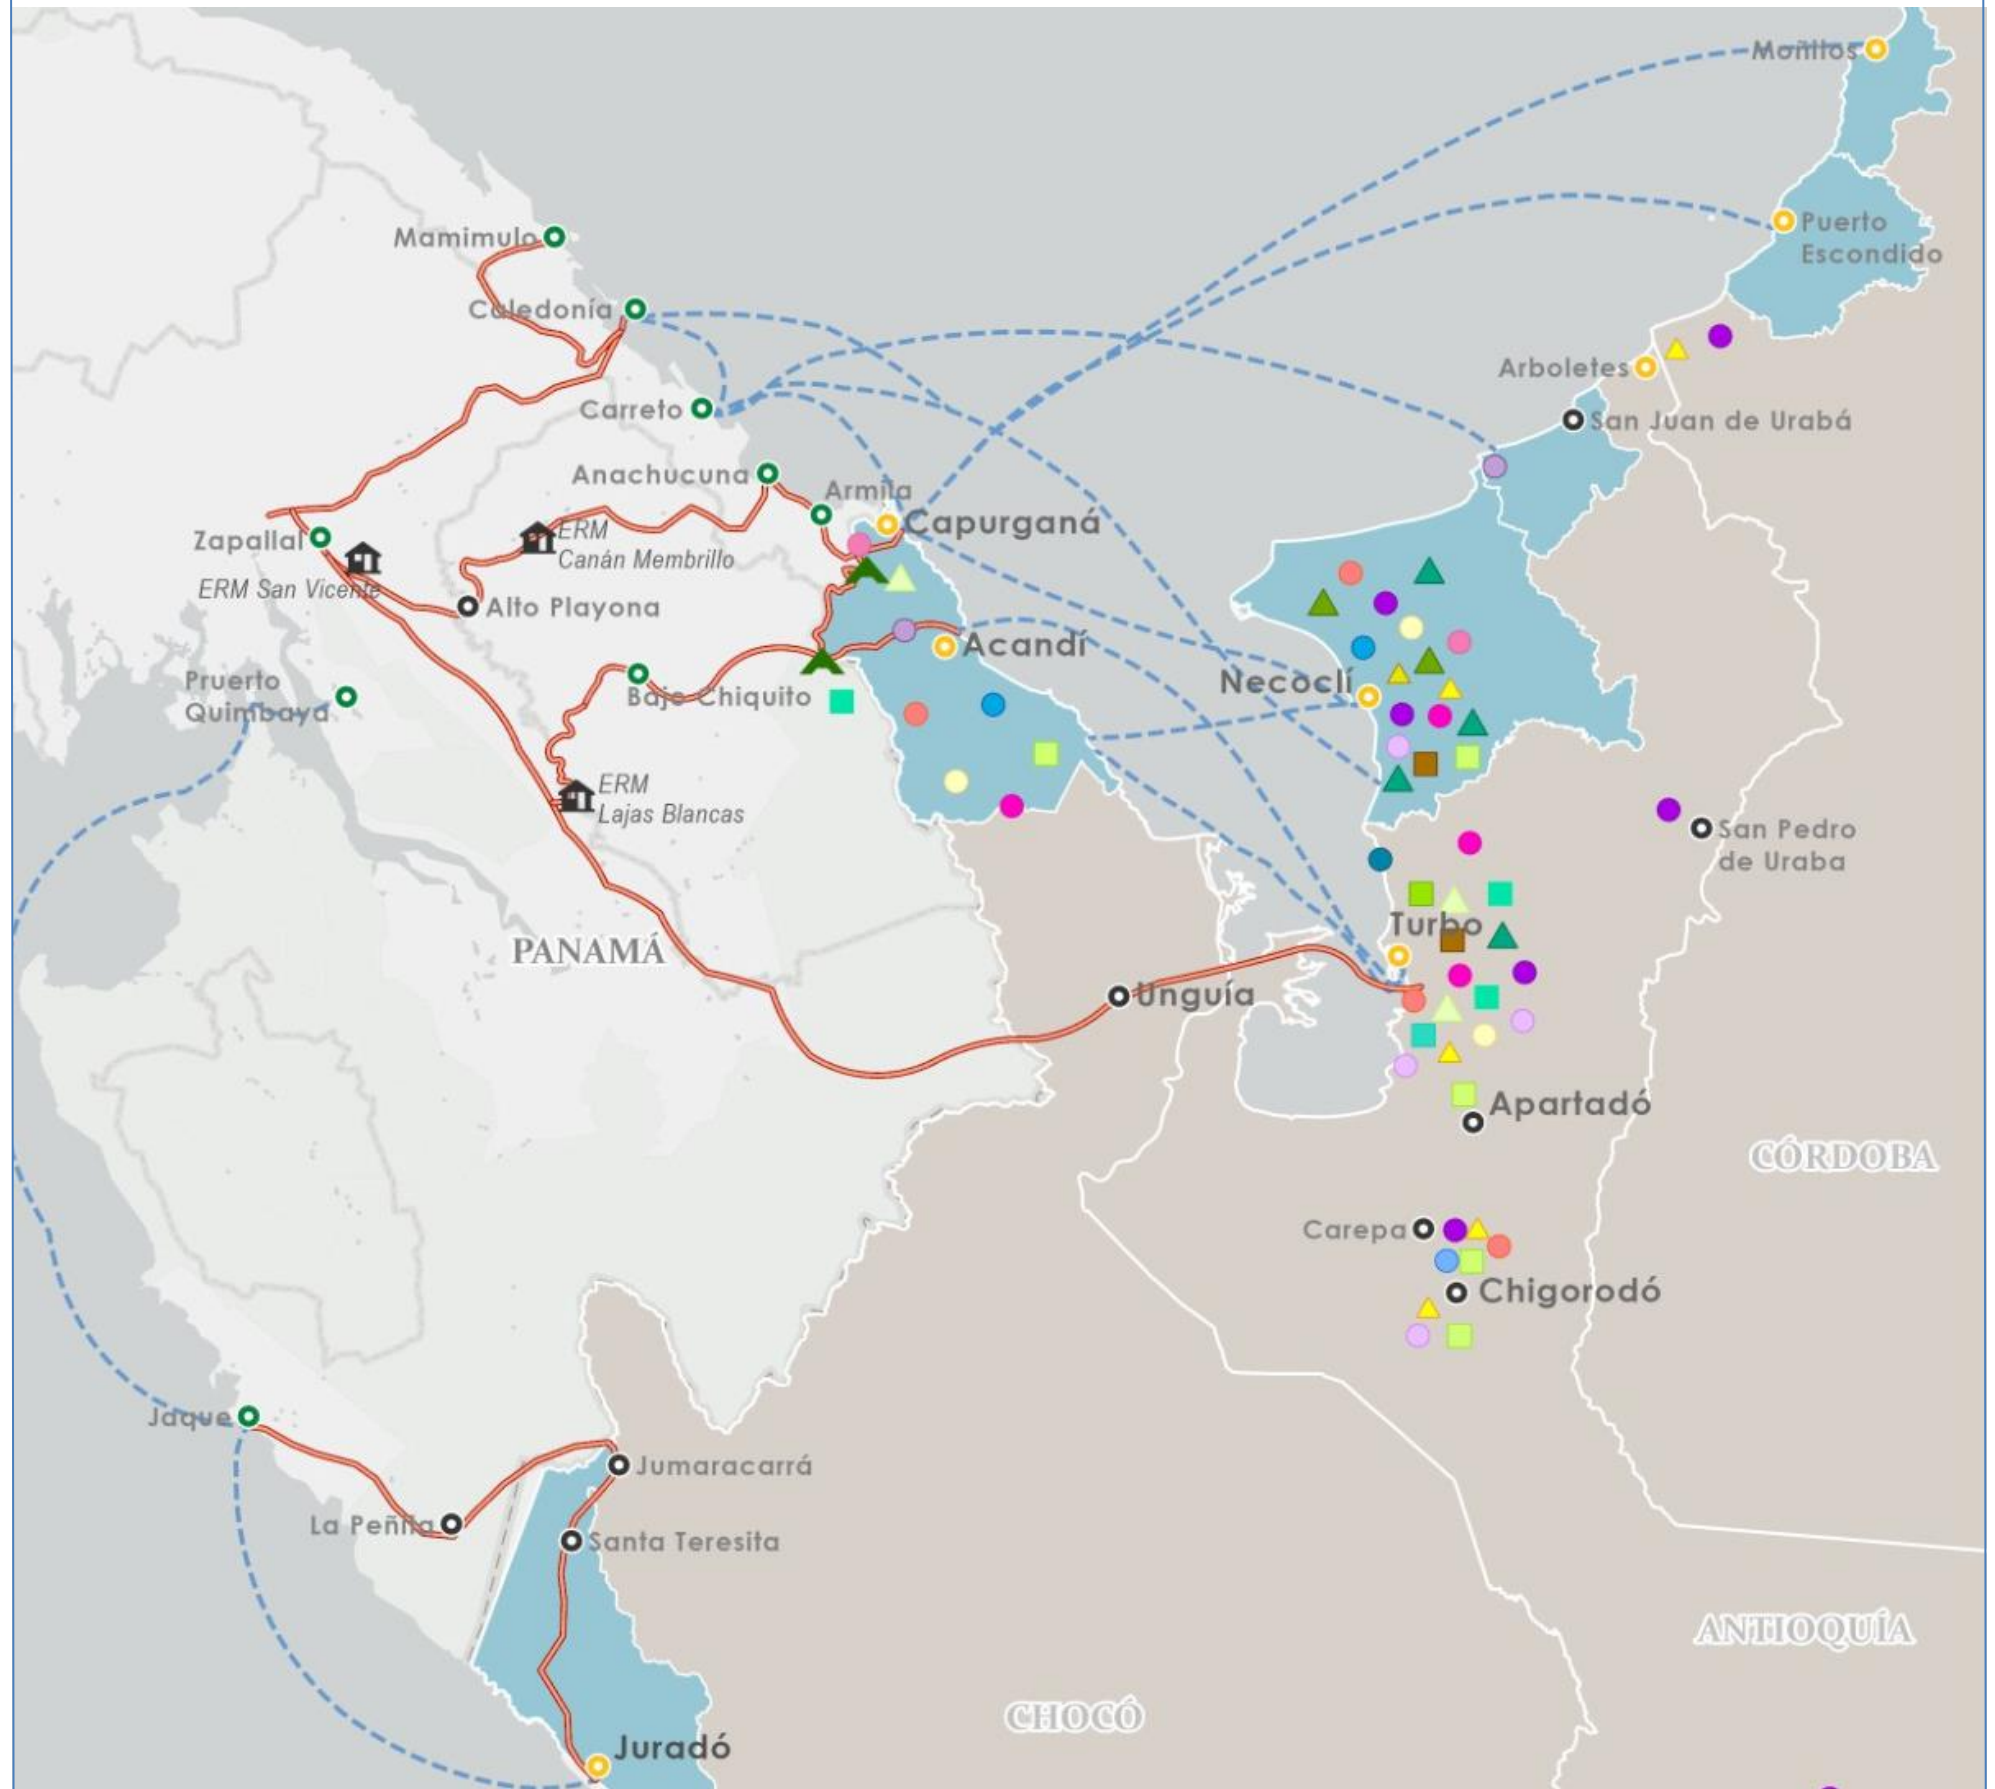 Moñitos
Puerto
Escondido
Mamimulo
Caledonía
Arboletes
Carreto
San Juan de Urabá
Anachucuna
Armila
Capurganá
Zapallal
ERM
Canán Membrillo
ERM San Vicente
Alto Playona
Acandí
Pruerto
Quimbaya
Bajo Chiquito
Necoclí
ERM
Lajas Blancas
San Pedro
de Uraba
Turbo
PANAMÁ
Unguía
Apartadó
CÓRDOBA
Carepa
Chigorodó
Jaque
Jumaracarrá
La Peñita
Santa Teresita
ANTIOQUÍA
CHOCÓ
Juradó